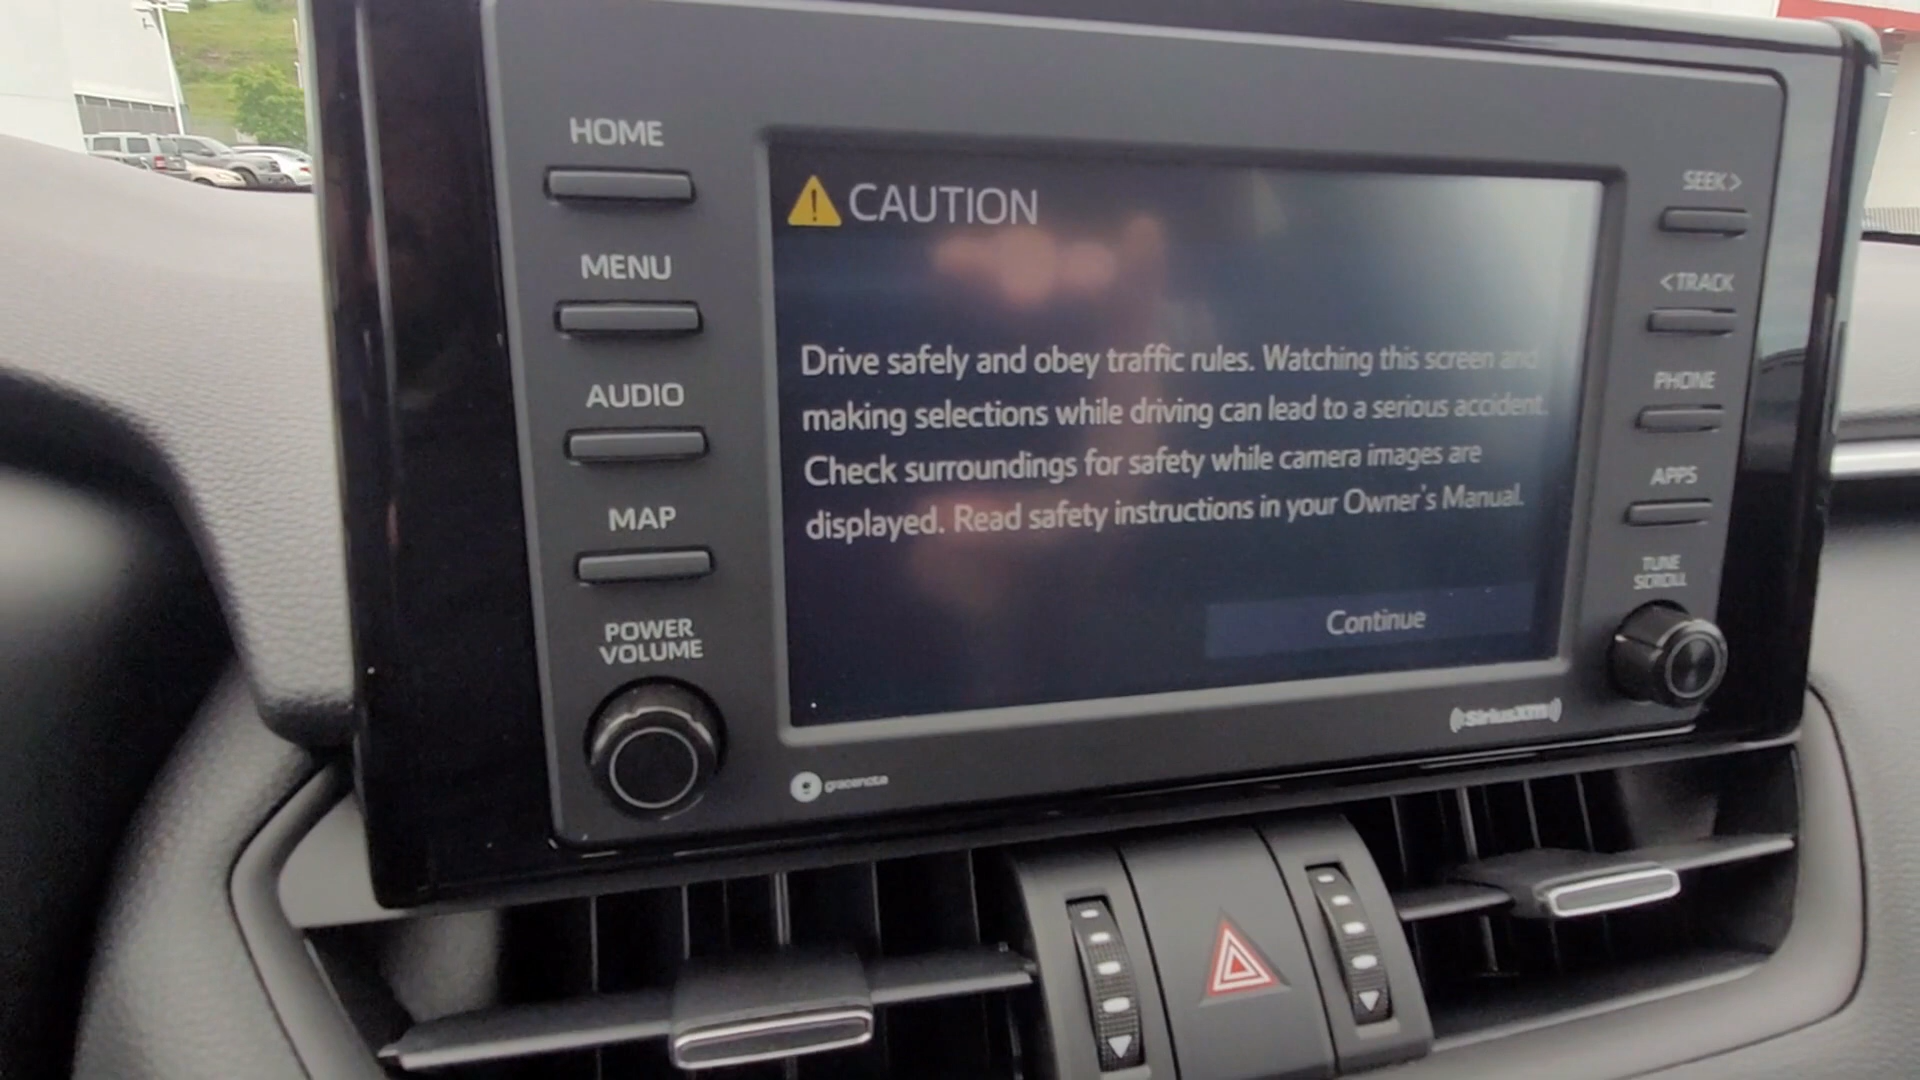 HOME
MENU
AUDIO
MAP
POWER
VOLUME
CAUTION
Drive safely and obey traffic rules. Watching this screen and
making selections while driving can lead to a serious accident.
Check surroundings for safety while camera images are
displayed. Read safety instructions in your Owner's Manual.
Continue
gracenote
SiriusXM
SEEK>
<TRACK
PHONE
APPS
TUNE
SCROLL